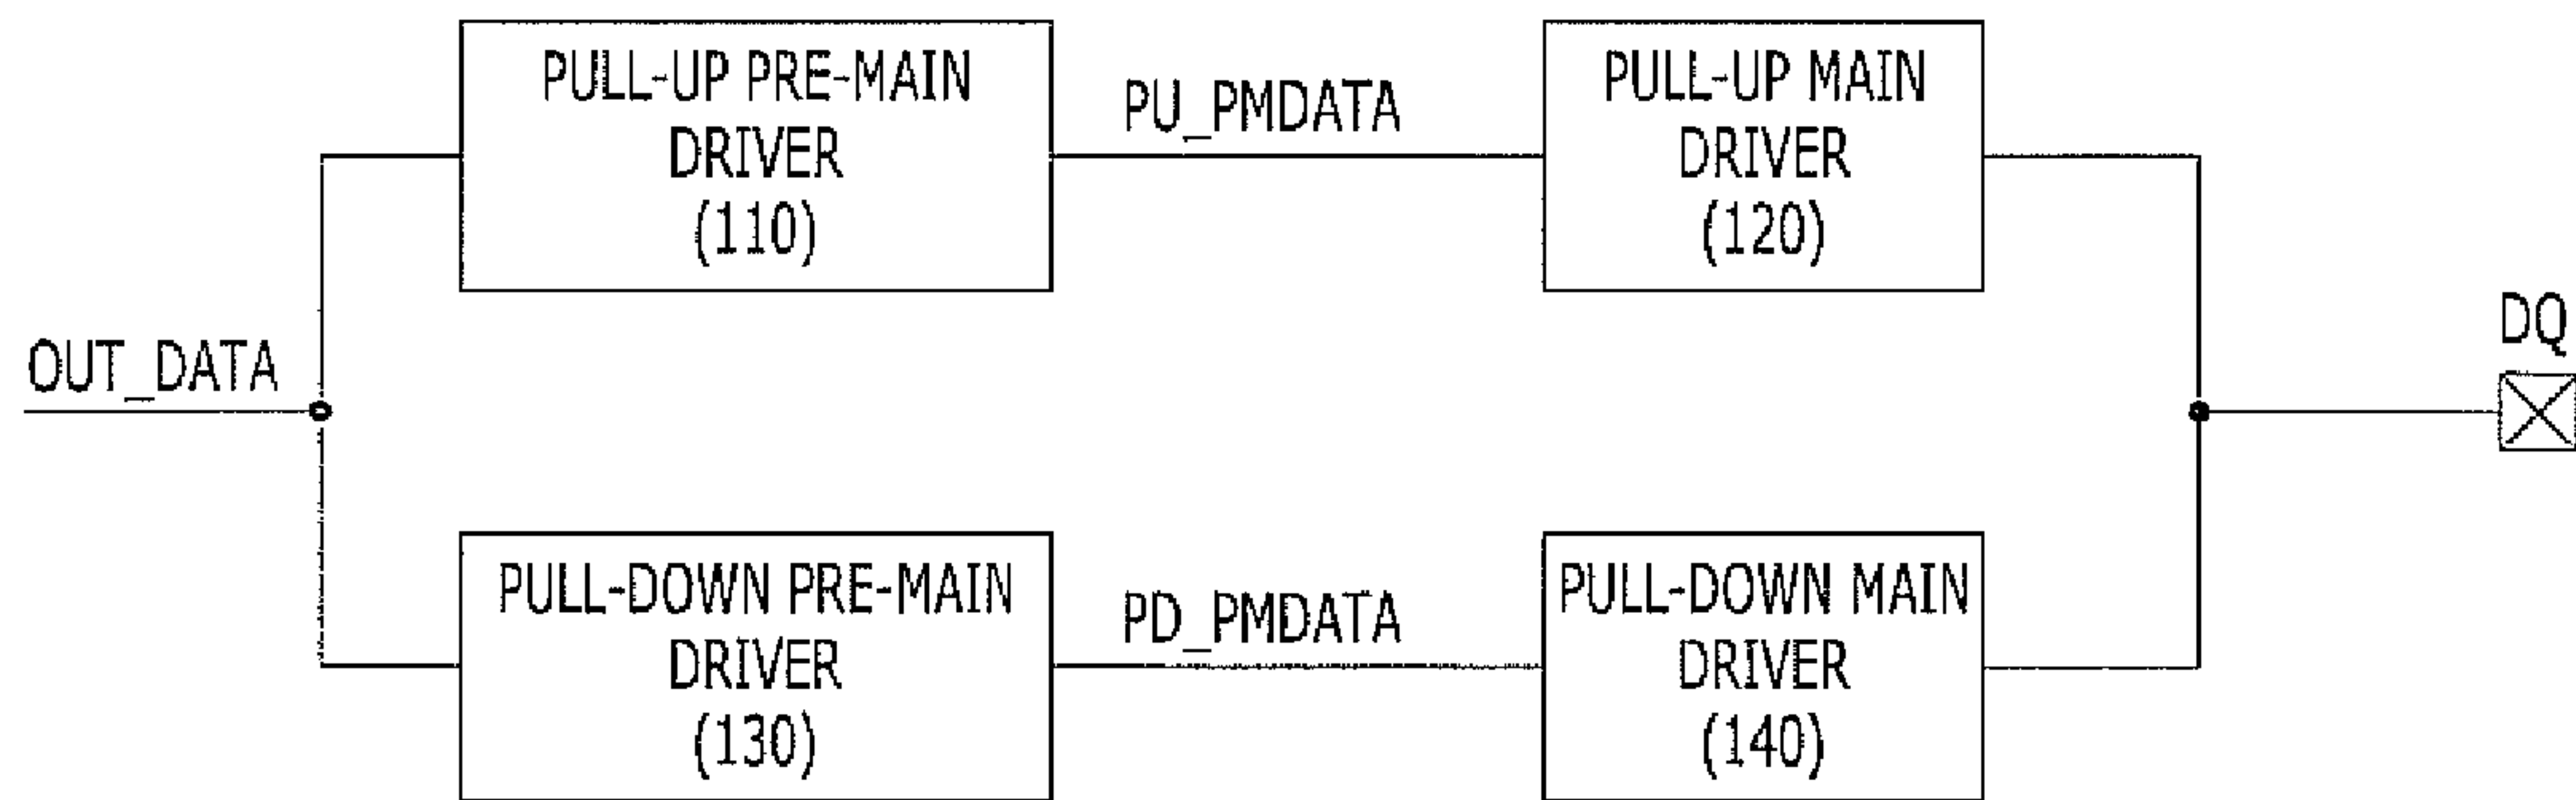 PULL-UP PRE-MAIN
DRIVER
(110)
PU_PMDATA
PULL-UP MAIN
DRIVER
(120)
OUT_DATA
DQ
PULL-DOWN PRE-MAIN
DRIVER
(130)
PD_PMDATA
PULL-DOWN MAIN
DRIVER
(140)